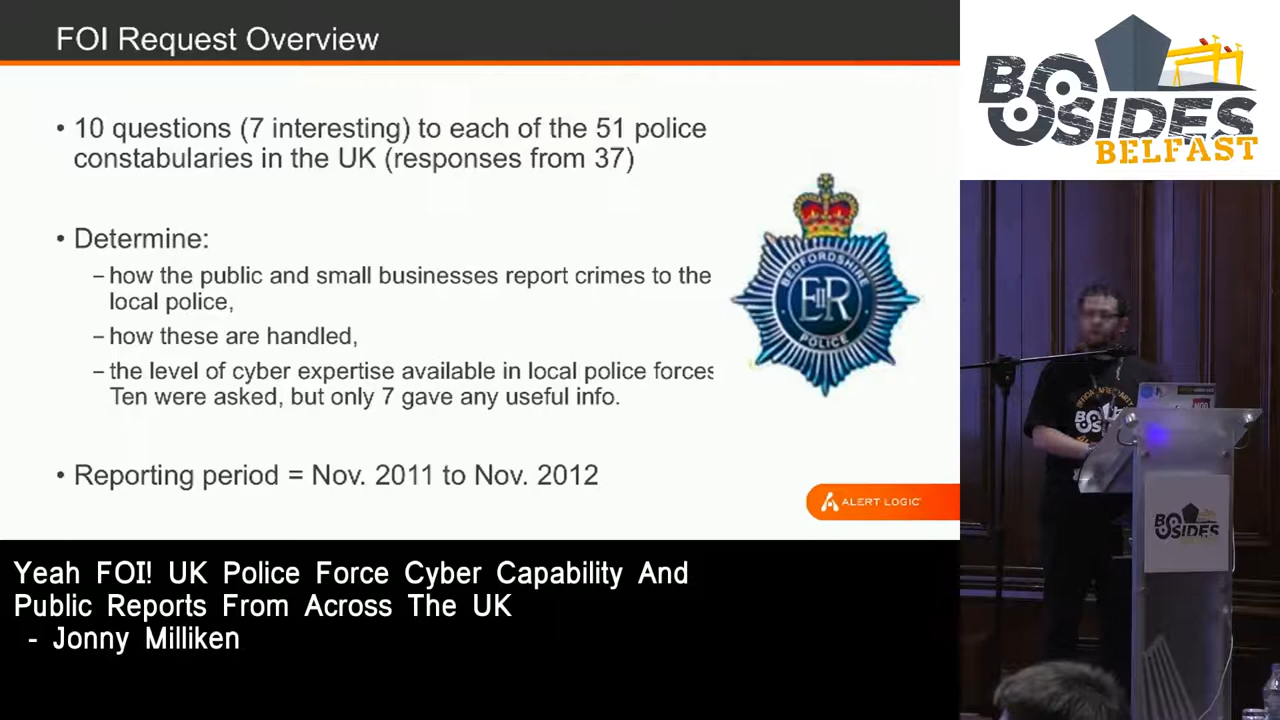 FOI Request Overview
• 10 questions (7 interesting) to each of the 51 police
constabularies in the UK (responses from 37)
• Determine:
– how the public and small businesses report crimes to the
local police,
– how these are handled,
– the level of cyber expertise available in local police forces
Ten were asked, but only 7 gave any useful info.
• Reporting period = Nov. 2011 to Nov. 2012
BEDFORDSHIRE
EIIR
POLICE
ALERT LOGIC
BSIDES
BELFAST
BSIDES
BELFAST
Yeah FOI! UK Police Force Cyber Capability And
Public Reports From Across The UK
- Jonny Milliken